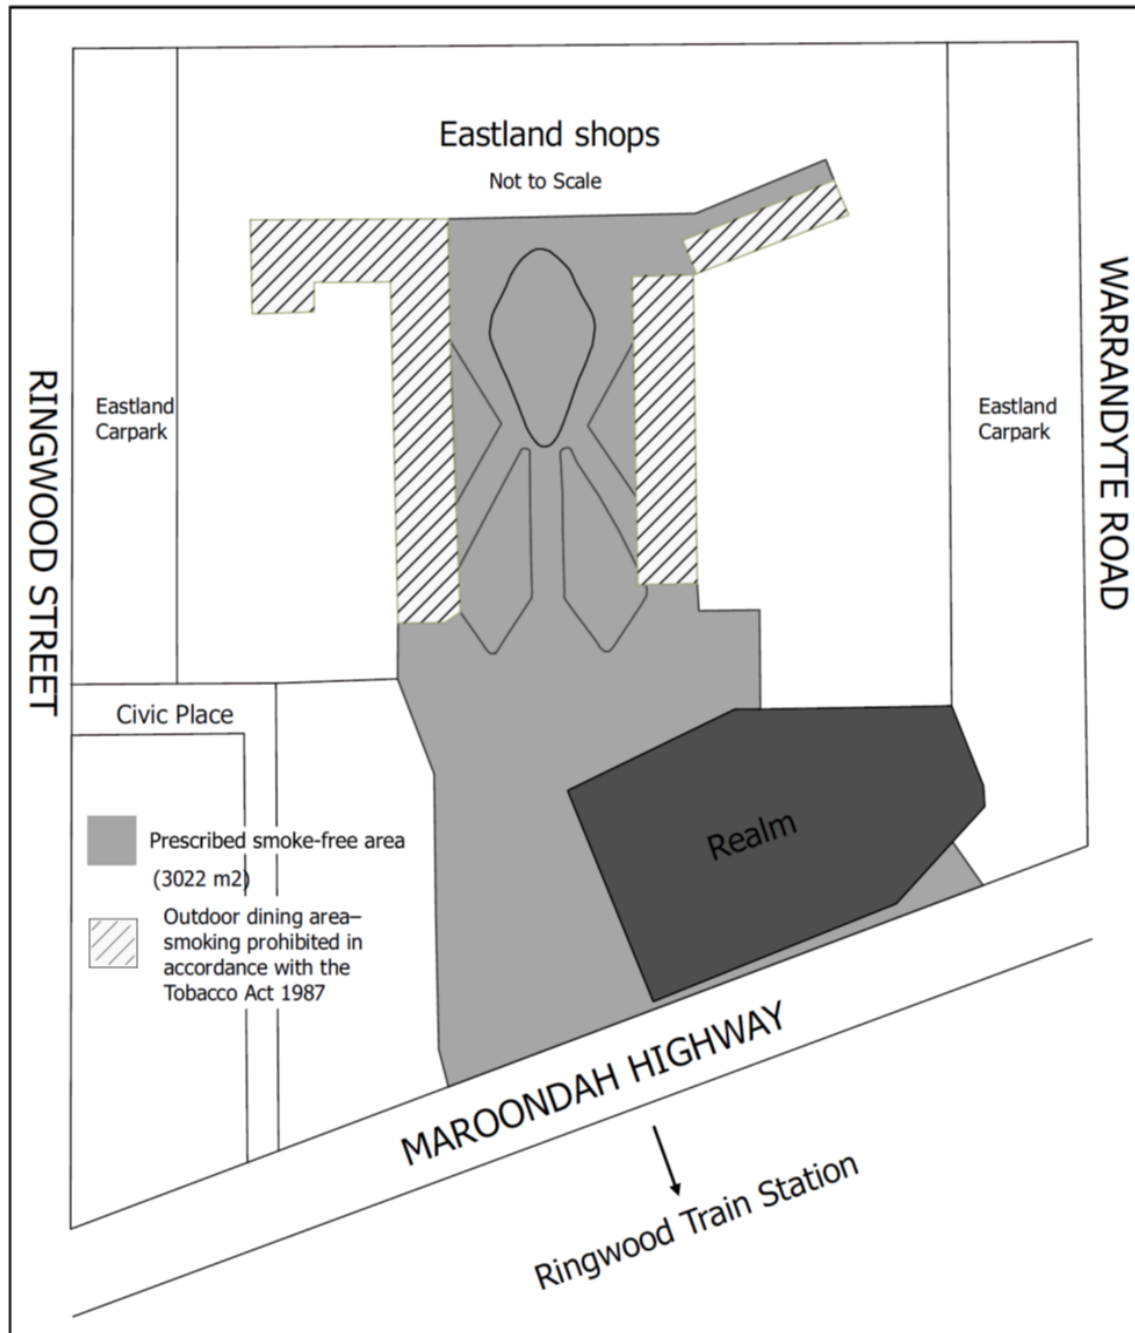 Eastland shops
Not to Scale
RINGWOOD STREET
Eastland
Carpark
Eastland
Carpark
WARRANDYTE ROAD
Civic Place
Prescribed smoke-free area
(3022 m2)
Outdoor dining area–
smoking prohibited in
accordance with the
Tobacco Act 1987
Realm
MAROONDAH HIGHWAY
Ringwood Train Station